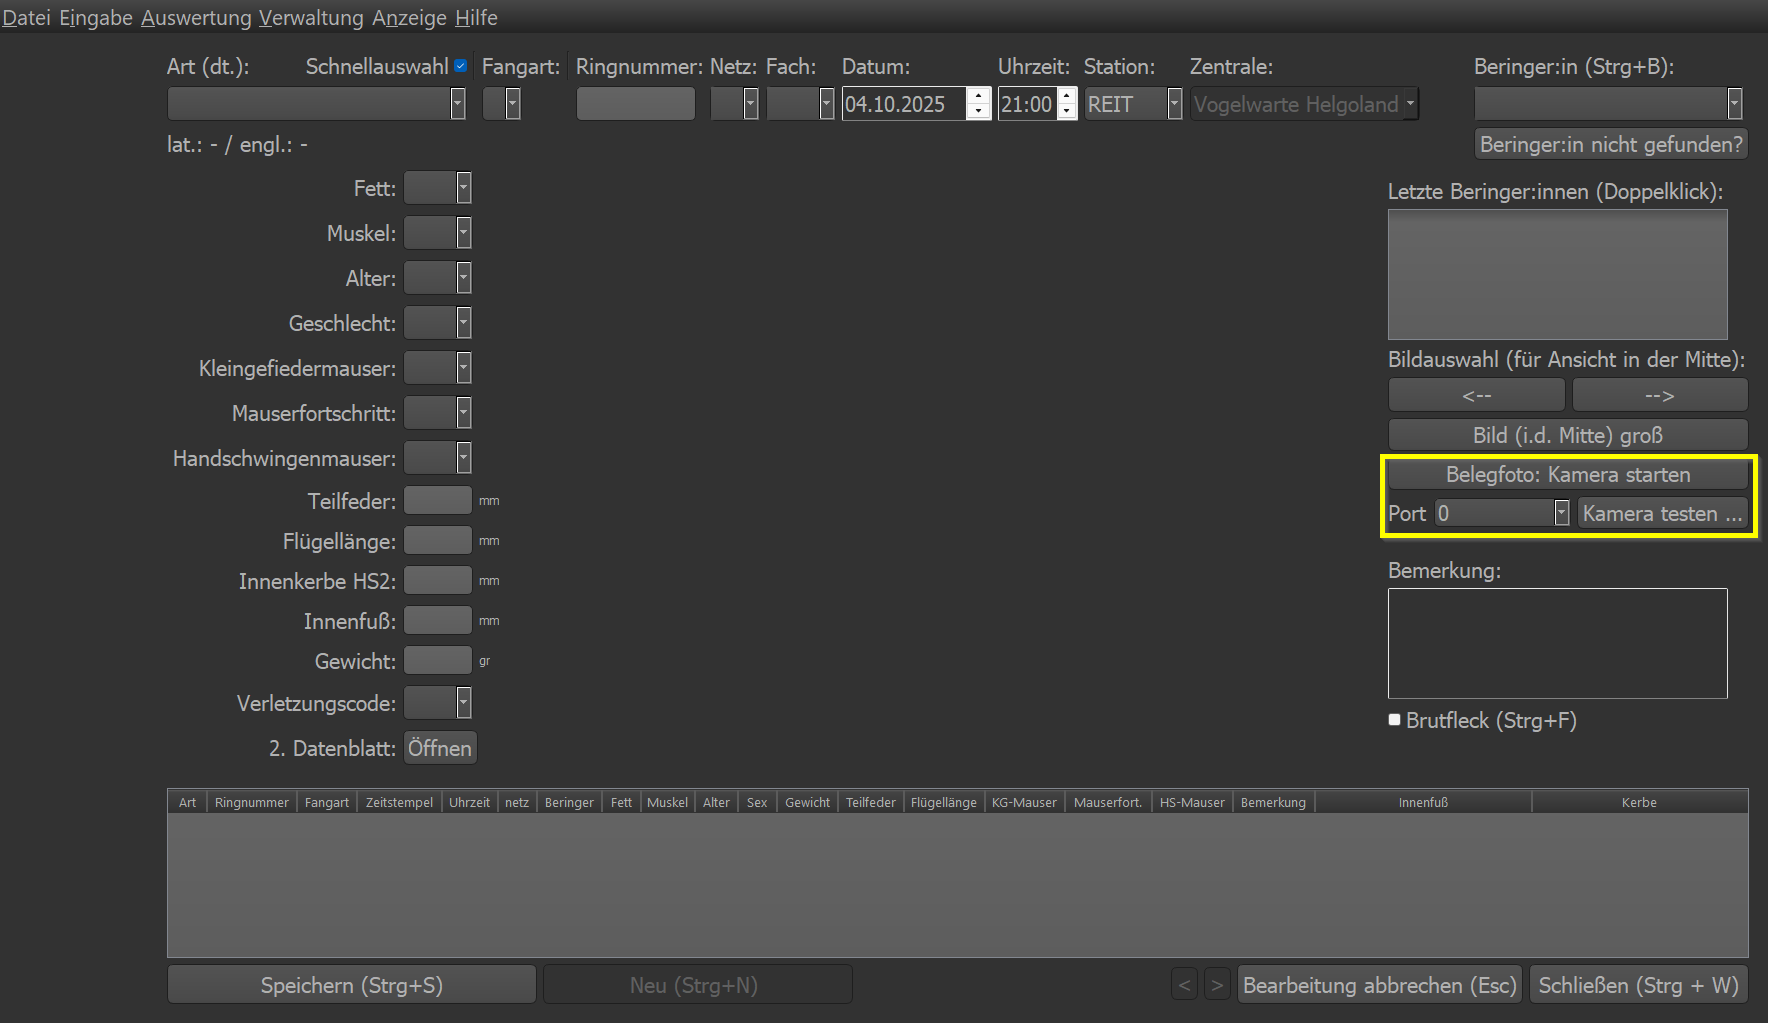 Datei Eingabe Auswertung Verwaltung Anzeige Hilfe
Art (dt.): Schnellauswahl Fangart: Ringnummer: Netz: Fach: Datum: Uhrzeit: Station: Zentrale: Beringer:in (Strg+B):
04.10.2025 21:00 REIT Vogelwarte Helgoland
lat.: - / engl.: - Beringer:in nicht gefunden?
Fett: Letzte Beringer:innen (Doppelklick):
Muskel:
Alter:
Geschlecht:
Kleingefiedermauser: Bildauswahl (für Ansicht in der Mitte):
<-- -->
Mauserfortschritt:
Bild (i.d. Mitte) groß
Handschwingenmauser:
Belegfoto: Kamera starten
Teilfeder: mm
Port 0 Kamera testen ...
Flügellänge: mm
Innenkerbe HS2: mm
Bemerkung:
Innenfuß: mm
Gewicht: gr
Verletzungscode:
Brutfleck (Strg+F)
2. Datenblatt: Öffnen
Art Ringnummer Fangart Zeitstempel Uhrzeit netz Beringer Fett Muskel Alter Sex Gewicht Teilfeder Flügellänge KG-Mauser Mauserfort. HS-Mauser Bemerkung Innenfuß Kerbe
Speichern (Strg+S) Neu (Strg+N) < > Bearbeitung abbrechen (Esc) Schließen (Strg + W)